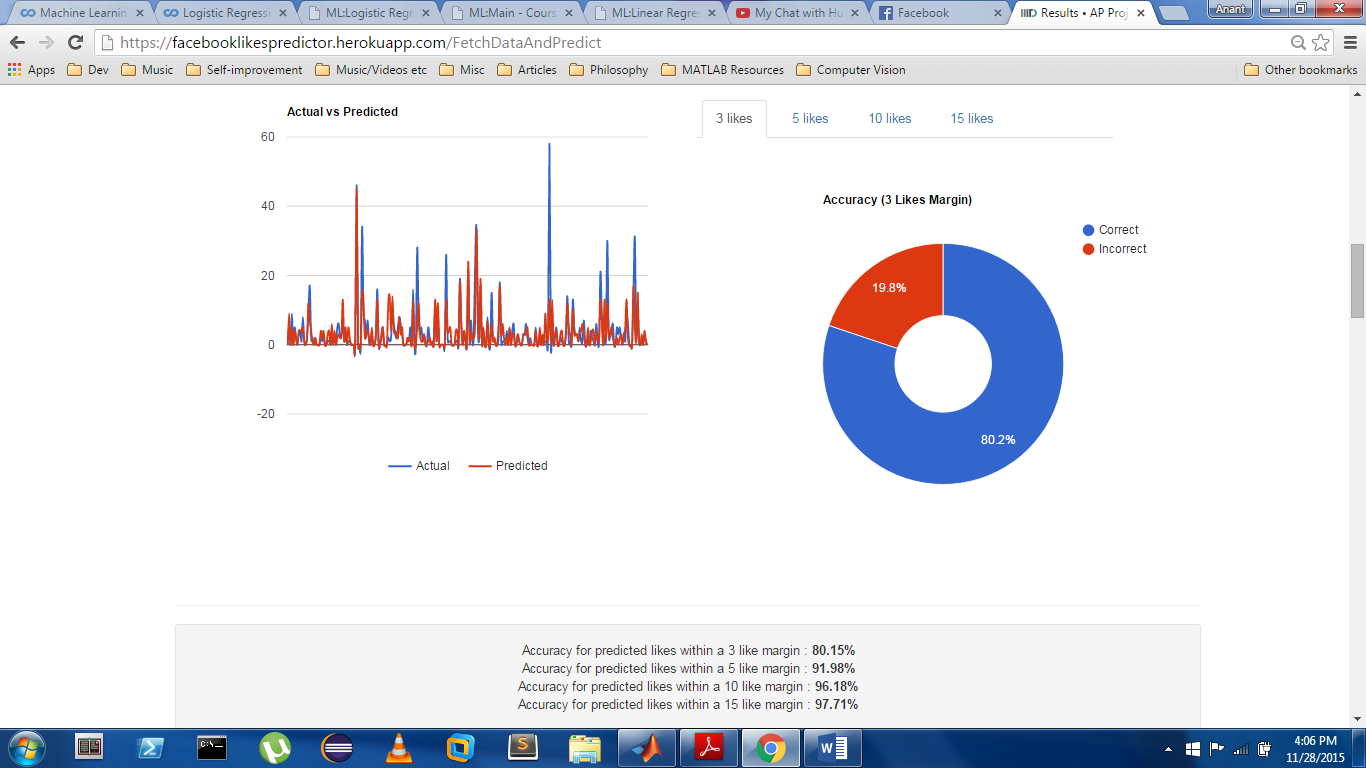 Machine Learnin
Logistic Regressi
ML:Logistic Regr
ML:Main - Cours
ML:Linear Regres
My Chat with Hu
Facebook
Results • AP Proj
Anant
https://facebooklikespredictor.herokuapp.com/FetchDataAndPredict
Apps Dev Music Self-improvement Music/Videos etc Misc Articles Philosophy MATLAB Resources Computer Vision Other bookmarks
Actual vs Predicted
60
40
20
0
-20
Actual Predicted
3 likes 5 likes 10 likes 15 likes
Accuracy (3 Likes Margin)
Correct
Incorrect
19.8%
80.2%
Accuracy for predicted likes within a 3 like margin : 80.15%
Accuracy for predicted likes within a 5 like margin : 91.98%
Accuracy for predicted likes within a 10 like margin : 96.18%
Accuracy for predicted likes within a 15 like margin : 97.71%
4:06 PM
11/28/2015